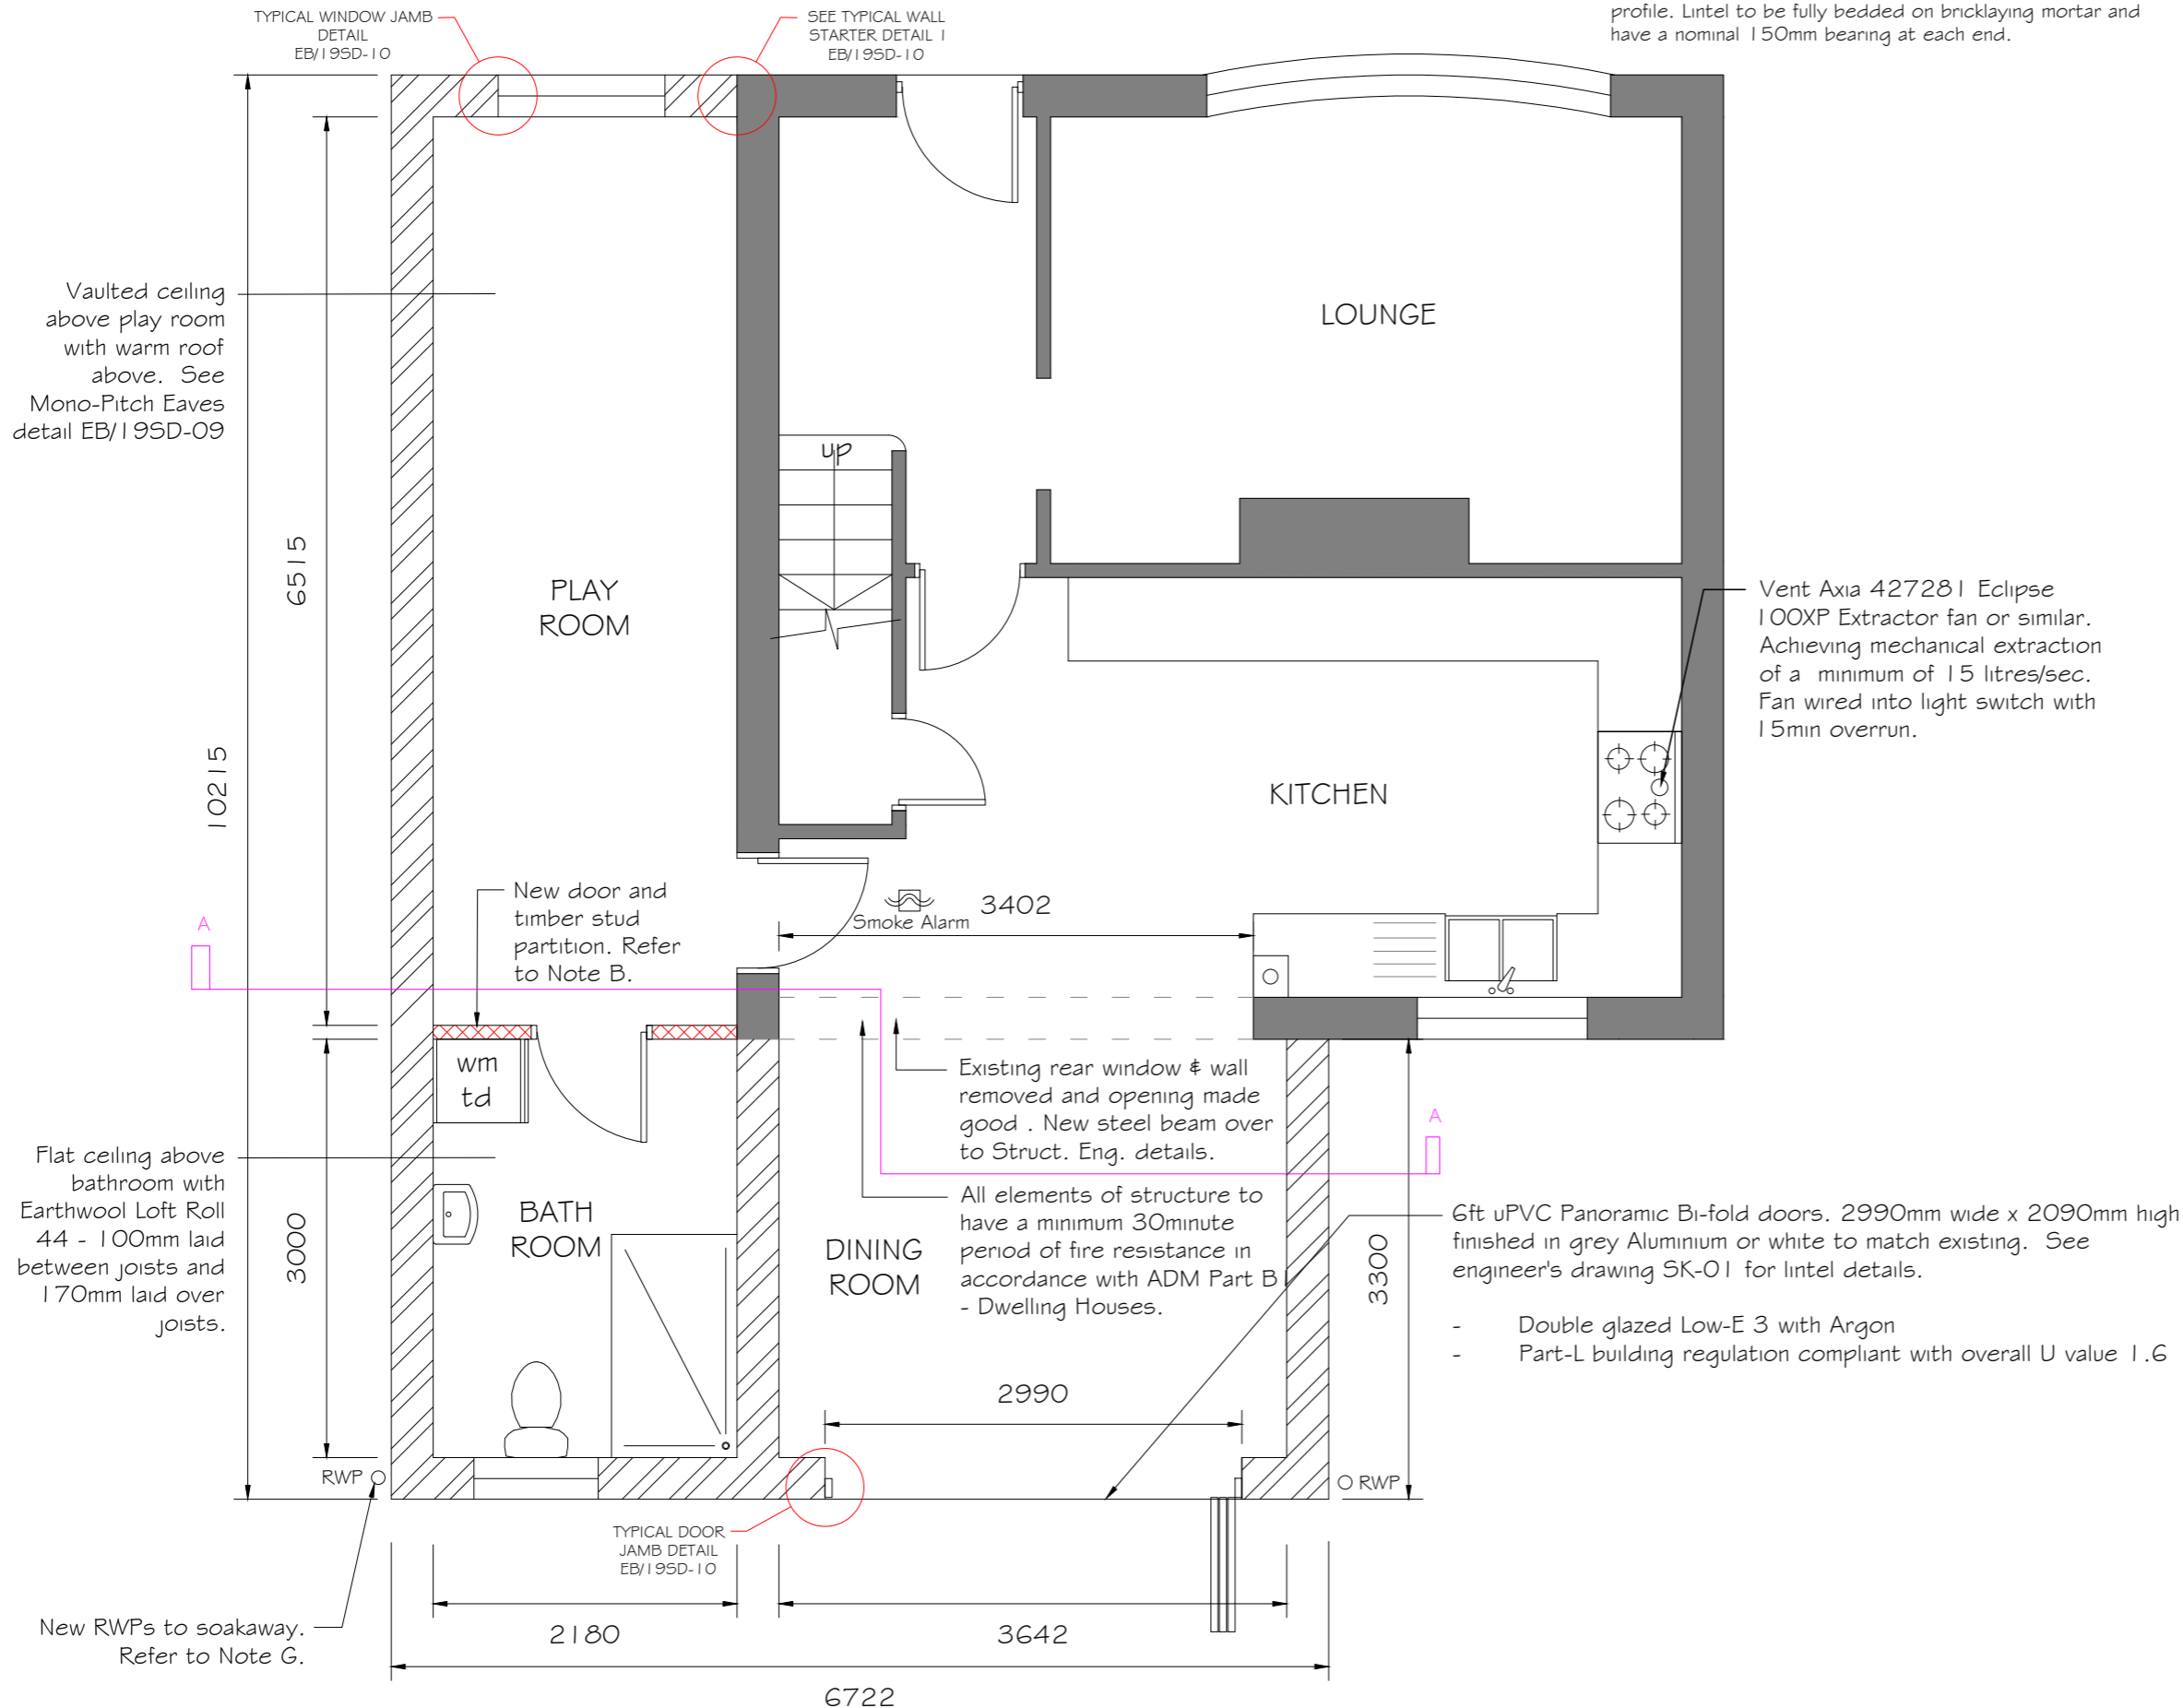 TYPICAL WINDOW JAMB
DETAIL
EB/19SD-10
SEE TYPICAL WALL
STARTER DETAIL 1
EB/19SD-10
profile. Lintel to be fully bedded on bricklaying mortar and
have a nominal 150mm bearing at each end.
Vaulted ceiling
above play room
with warm roof
above. See
Mono-Pitch Eaves
detail EB/19SD-09
LOUNGE
up
6515
PLAY
ROOM
Vent Axia 427281 Eclipse
100XP Extractor fan or similar.
Achieving mechanical extraction
of a minimum of 15 litres/sec.
Fan wired into light switch with
15min overrun.
10215
KITCHEN
New door and
timber stud
partition. Refer
to Note B.
Smoke Alarm
3402
A
wm
td
Existing rear window & wall
removed and opening made
good . New steel beam over
to Struct. Eng. details.
A
Flat ceiling above
bathroom with
Earthwool Loft Roll
44 - 100mm laid
between joists and
170mm laid over
joists.
3000
BATH
ROOM
DINING
ROOM
All elements of structure to
have a minimum 30minute
period of fire resistance in
accordance with ADM Part B1
- Dwelling Houses.
3300
6ft uPVC Panoramic Bi-fold doors. 2990mm wide x 2090mm high
finished in grey Aluminium or white to match existing. See
engineer's drawing SK-01 for lintel details.
- Double glazed Low-E 3 with Argon
- Part-L building regulation compliant with overall U value 1.6
2990
RWP
RWP
TYPICAL DOOR
JAMB DETAIL
EB/19SD-10
New RWPs to soakaway.
Refer to Note G.
2180
3642
6722